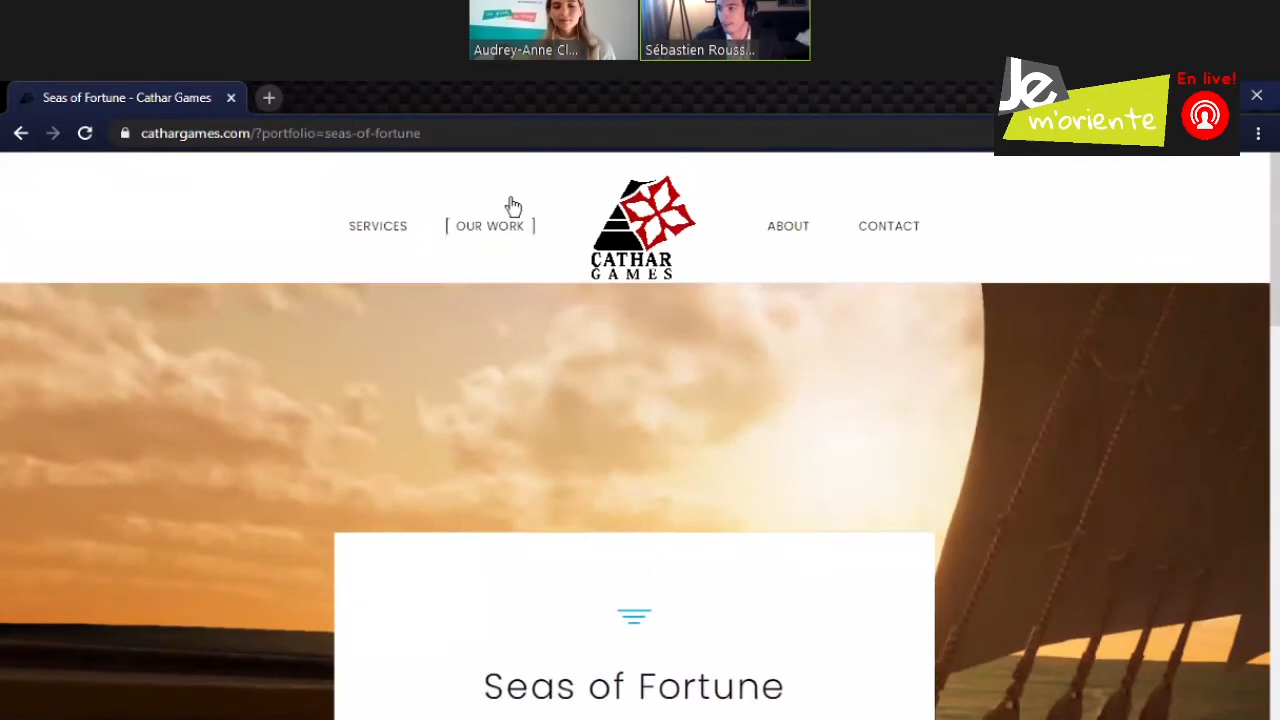 Audrey-Anne Cl...
Sébastien Rouss...
Je
m'oriente
En live!
Seas of Fortune - Cathar Games
cathargames.com/?portfolio=seas-of-fortune
SERVICES
[ OUR WORK ]
CATHAR
GAMES
ABOUT
CONTACT
Seas of Fortune